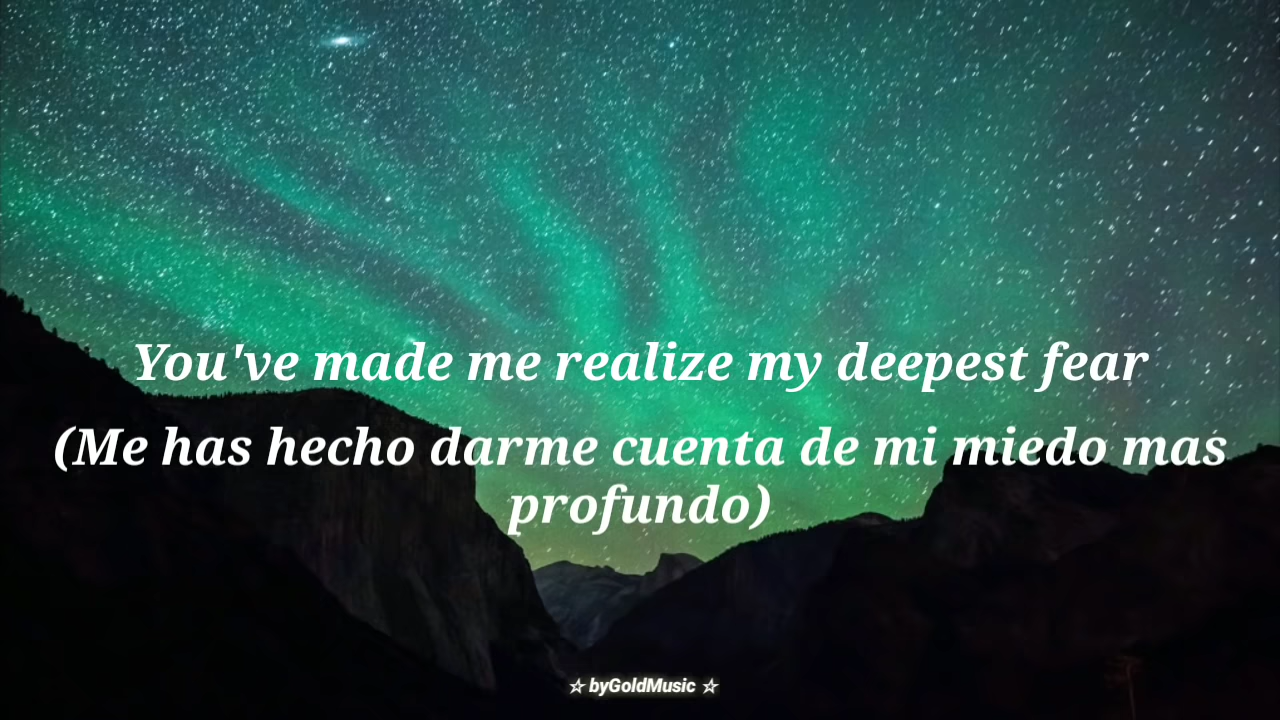 You've made me realize my deepest fear
(Me has hecho darme cuenta de mi miedo mas
profundo)
☆ byGoldMusic ☆